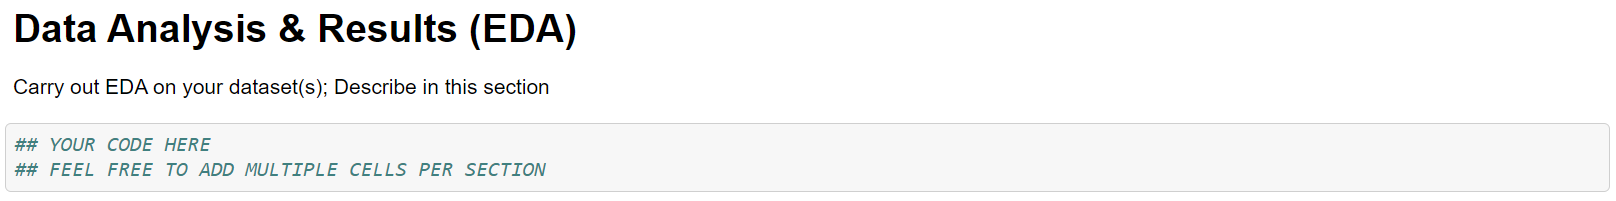 Data Analysis & Results (EDA)
Carry out EDA on your dataset(s); Describe in this section
## YOUR CODE HERE
## FEEL FREE TO ADD MULTIPLE CELLS PER SECTION